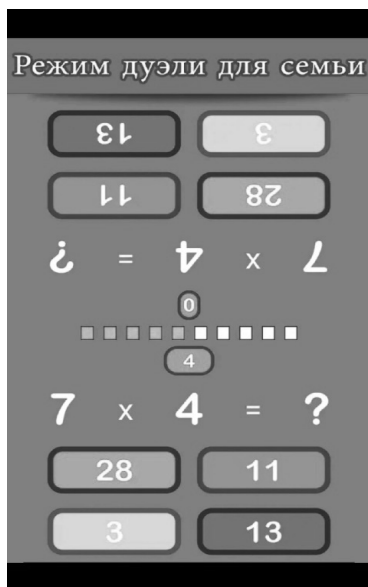 Режим дуэли для семьи
13 3
11 28
? = 4 x 7
0
4
7 x 4 = ?
28 11
3 13